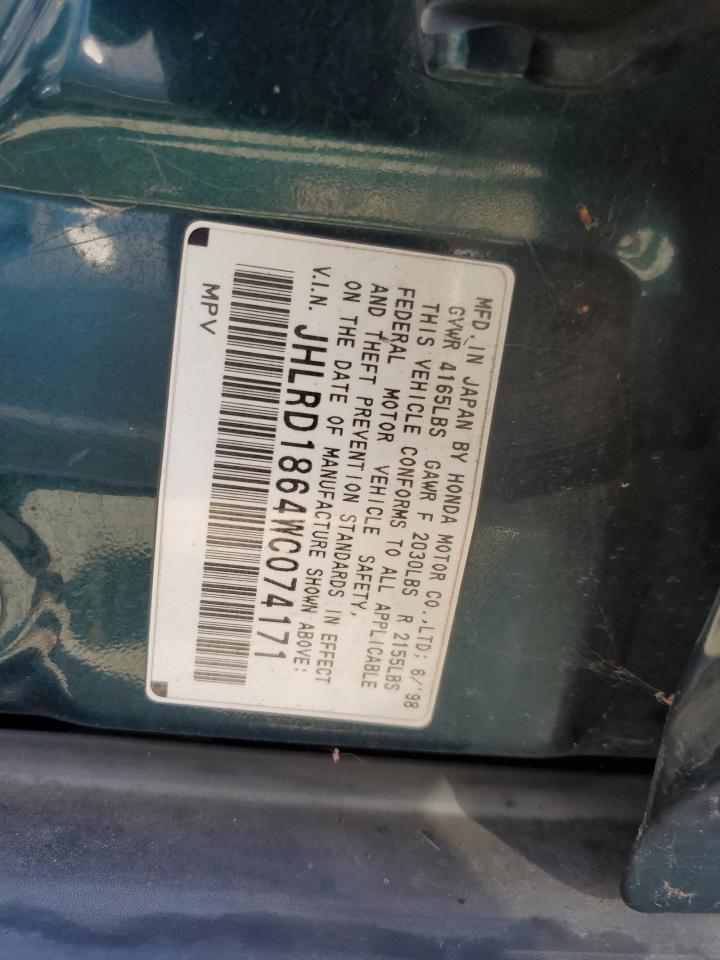 MFD. IN JAPAN BY HONDA MOTOR CO.,LTD; 6/'98
GVWR 4165LBS GAWR F 2030LBS R 2155LBS
THIS VEHICLE CONFORMS TO ALL APPLICABLE
FEDERAL MOTOR VEHICLE SAFETY,
AND THEFT PREVENTION STANDARDS IN EFFECT
ON THE DATE OF MANUFACTURE SHOWN ABOVE:
V.I.N. JHLRD1864WC074171
MPV